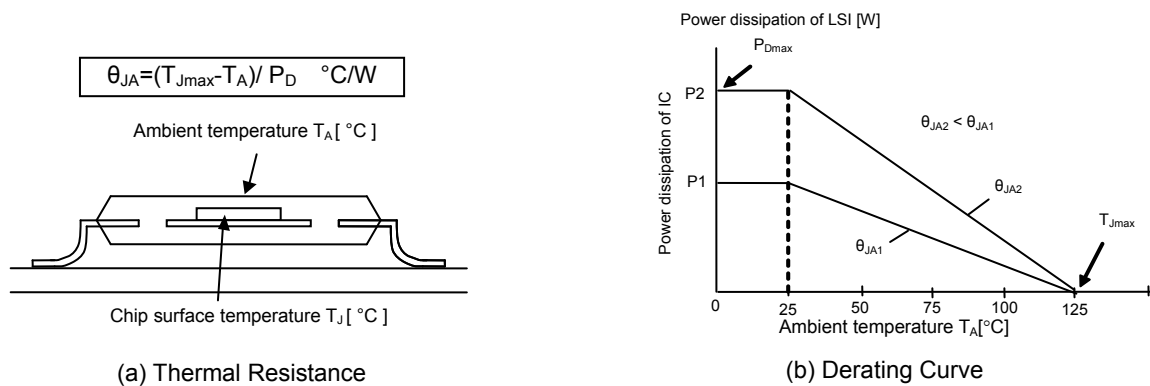 θJA=(TJmax-TA)/ PD °C/W
Ambient temperature TA[ °C ]
Chip surface temperature TJ[ °C ]
(a) Thermal Resistance
Power dissipation of LSI [W]
PDmax
Power dissipation of IC
P2
P1
θJA2 < θJA1
θJA2
θJA1
TJmax
0 25 50 75 100 125
Ambient temperature TA[°C]
(b) Derating Curve